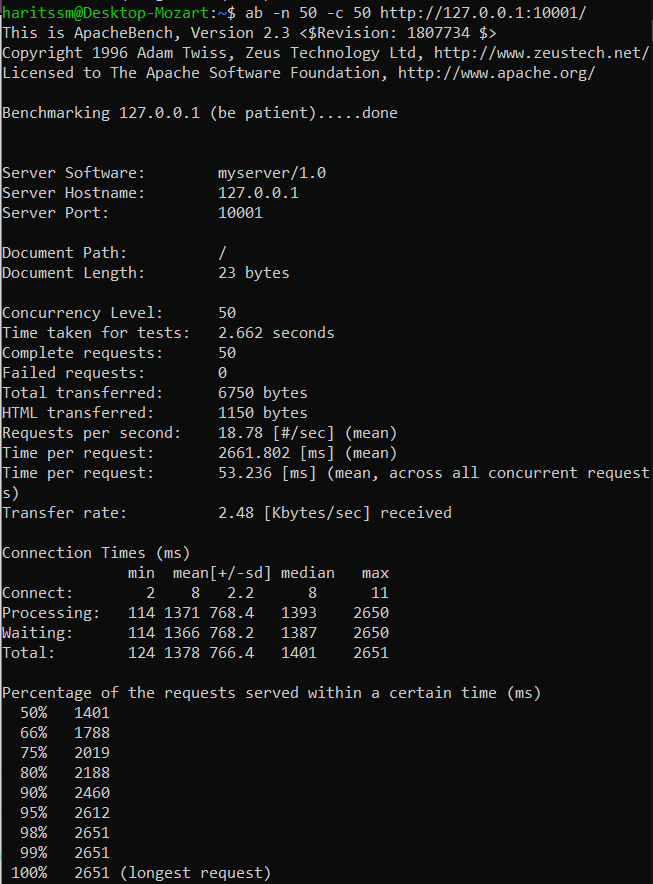 haritssm@Desktop-Mozart:~$ ab -n 50 -c 50 http://127.0.0.1:10001/
This is ApacheBench, Version 2.3 <$Revision: 1807734 $>
Copyright 1996 Adam Twiss, Zeus Technology Ltd, http://www.zeustech.net/
Licensed to The Apache Software Foundation, http://www.apache.org/

Benchmarking 127.0.0.1 (be patient).....done


Server Software:        myserver/1.0
Server Hostname:        127.0.0.1
Server Port:            10001

Document Path:          /
Document Length:        23 bytes

Concurrency Level:      50
Time taken for tests:   2.662 seconds
Complete requests:      50
Failed requests:        0
Total transferred:      6750 bytes
HTML transferred:       1150 bytes
Requests per second:    18.78 [#/sec] (mean)
Time per request:       2661.802 [ms] (mean)
Time per request:       53.236 [ms] (mean, across all concurrent request
s)
Transfer rate:          2.48 [Kbytes/sec] received

Connection Times (ms)
              min  mean[+/-sd] median   max
Connect:        2    8   2.2      8      11
Processing:   114 1371 768.4   1393    2650
Waiting:      114 1366 768.2   1387    2650
Total:        124 1378 766.4   1401    2651

Percentage of the requests served within a certain time (ms)
  50%   1401
  66%   1788
  75%   2019
  80%   2188
  90%   2460
  95%   2612
  98%   2651
  99%   2651
 100%   2651 (longest request)